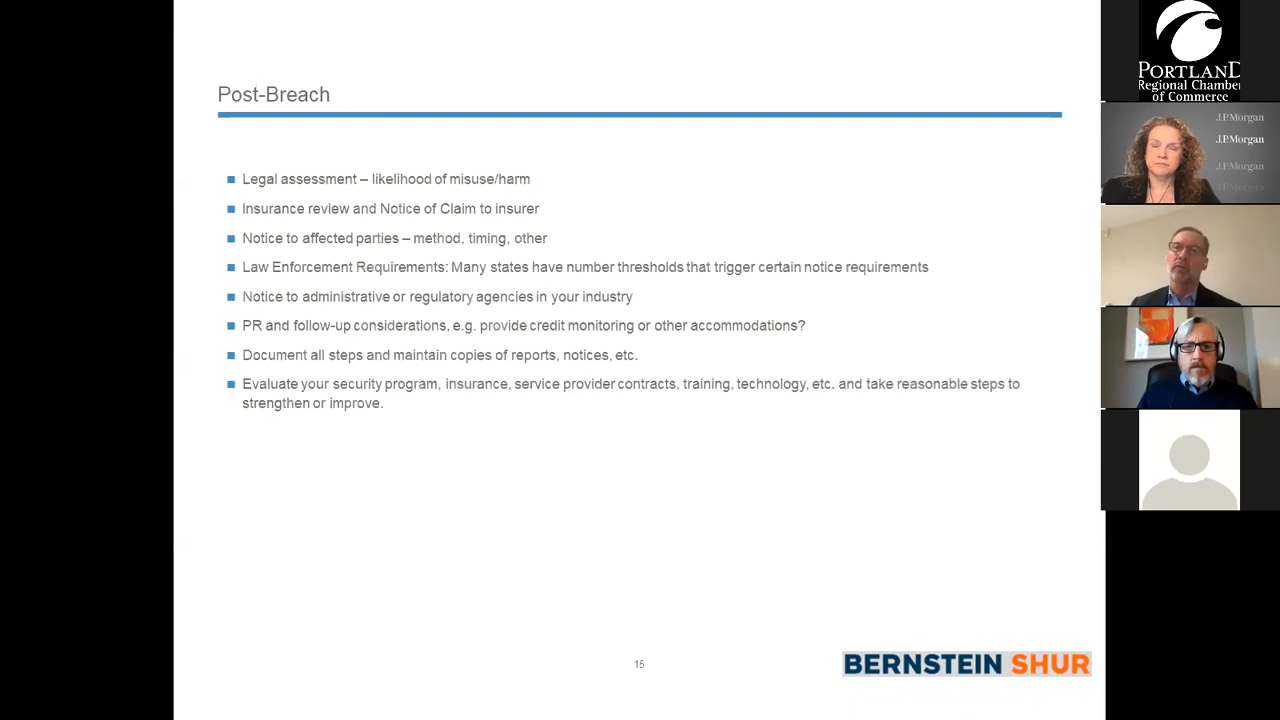 Post-Breach
Legal assessment – likelihood of misuse/harm
Insurance review and Notice of Claim to insurer
Notice to affected parties – method, timing, other
Law Enforcement Requirements: Many states have number thresholds that trigger certain notice requirements
Notice to administrative or regulatory agencies in your industry
PR and follow-up considerations, e.g. provide credit monitoring or other accommodations?
Document all steps and maintain copies of reports, notices, etc.
Evaluate your security program, insurance, service provider contracts, training, technology, etc. and take reasonable steps to
strengthen or improve.
15
BERNSTEIN SHUR
PORTLAND
Regional Chamber
of Commerce
J.P.Morgan
J.P.Morgan
J.P.Morgan
J.P.Morgan